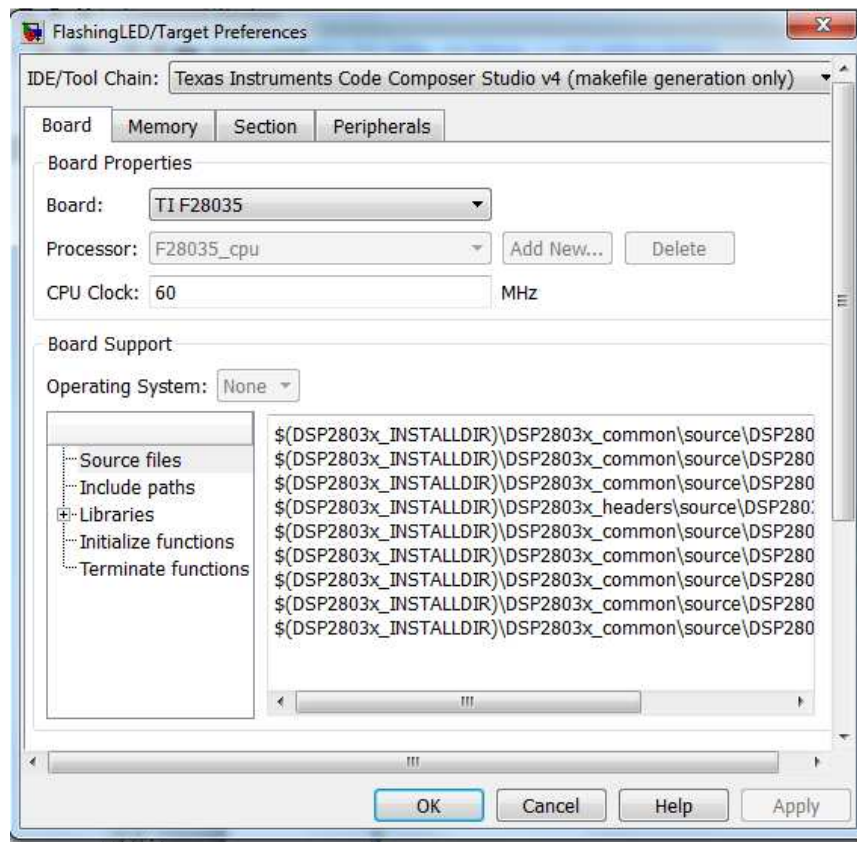 FlashingLED/Target Preferences
IDE/Tool Chain: Texas Instruments Code Composer Studio v4 (makefile generation only)
Board Memory Section Peripherals
Board Properties
Board: TI F28035
Processor: F28035_cpu Add New... Delete
CPU Clock: 60 MHz
Board Support
Operating System: None
Source files
Include paths
Libraries
Initialize functions
Terminate functions
$(DSP2803x_INSTALLDIR)\DSP2803x_common\source\DSP280
$(DSP2803x_INSTALLDIR)\DSP2803x_common\source\DSP280
$(DSP2803x_INSTALLDIR)\DSP2803x_common\source\DSP280
$(DSP2803x_INSTALLDIR)\DSP2803x_headers\source\DSP280
$(DSP2803x_INSTALLDIR)\DSP2803x_common\source\DSP280
$(DSP2803x_INSTALLDIR)\DSP2803x_common\source\DSP280
$(DSP2803x_INSTALLDIR)\DSP2803x_common\source\DSP280
$(DSP2803x_INSTALLDIR)\DSP2803x_common\source\DSP280
$(DSP2803x_INSTALLDIR)\DSP2803x_common\source\DSP280
OK Cancel Help Apply